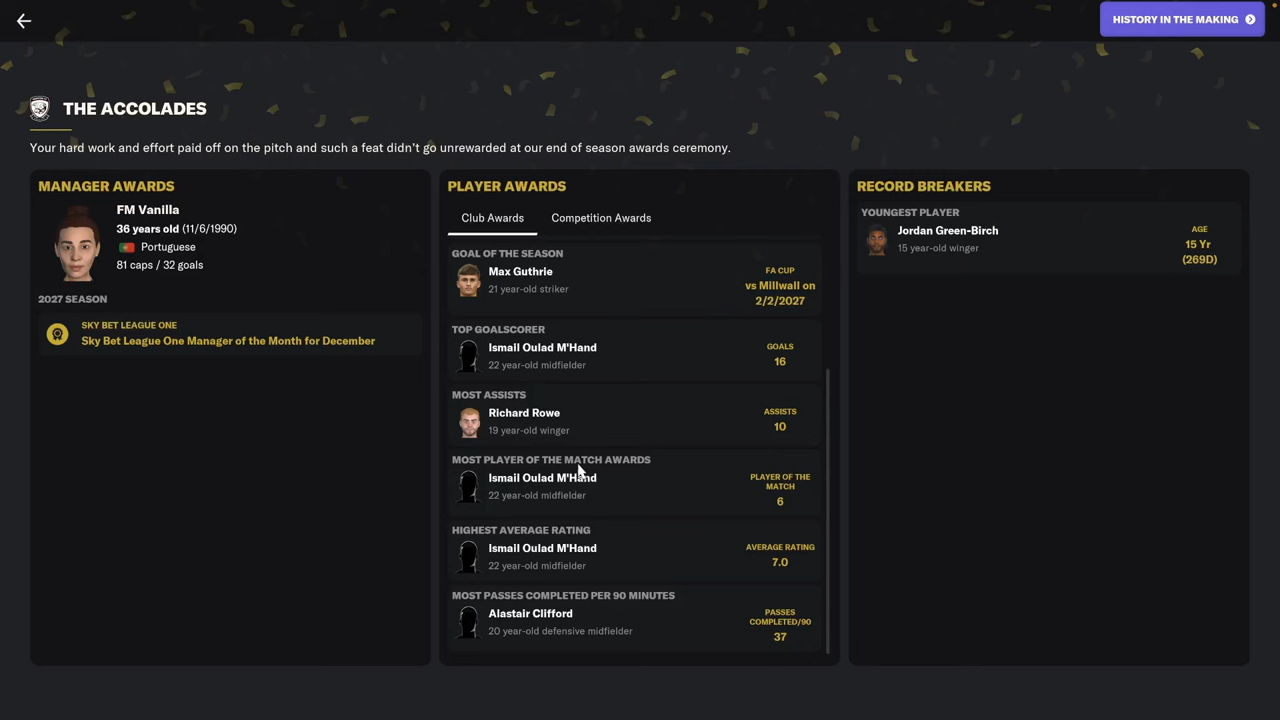 HISTORY IN THE MAKING
THE ACCOLADES
Your hard work and effort paid off on the pitch and such a feat didn't go unrewarded at our end of season awards ceremony.
MANAGER AWARDS
FM Vanilla
36 years old (11/6/1990)
Portuguese
81 caps / 32 goals
2027 SEASON
SKY BET LEAGUE ONE
Sky Bet League One Manager of the Month for December
PLAYER AWARDS
Club Awards
Competition Awards
GOAL OF THE SEASON
Max Guthrie
21 year-old striker
FA CUP
vs Millwall on
2/2/2027
TOP GOALSCORER
Ismail Oulad M'Hand
22 year-old midfielder
GOALS
16
MOST ASSISTS
Richard Rowe
19 year-old winger
ASSISTS
10
MOST PLAYER OF THE MATCH AWARDS
Ismail Oulad M'Hand
22 year-old midfielder
PLAYER OF THE
MATCH
6
HIGHEST AVERAGE RATING
Ismail Oulad M'Hand
22 year-old midfielder
AVERAGE RATING
7.0
MOST PASSES COMPLETED PER 90 MINUTES
Alastair Clifford
20 year-old defensive midfielder
PASSES
COMPLETED/90
37
RECORD BREAKERS
YOUNGEST PLAYER
Jordan Green-Birch
15 year-old winger
AGE
15 Yr
(269D)